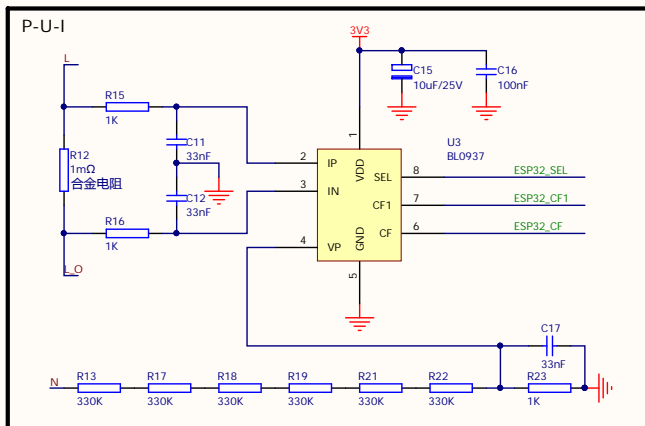 P-U-I
3V3
L
C15
10uF/25V
C16
100nF
R15
1K
C11
33nF
U3
BL0937
R12
1mΩ
合金电阻
1
2
IP
VDD
SEL
8
ESP32_SEL
3
IN
C12
33nF
CF1
7
ESP32_CF1
R16
1K
4
VP
GND
CF
6
ESP32_CF
L_O
5
C17
33nF
N
R13
330K
R17
330K
R18
330K
R19
330K
R21
330K
R22
330K
R23
1K